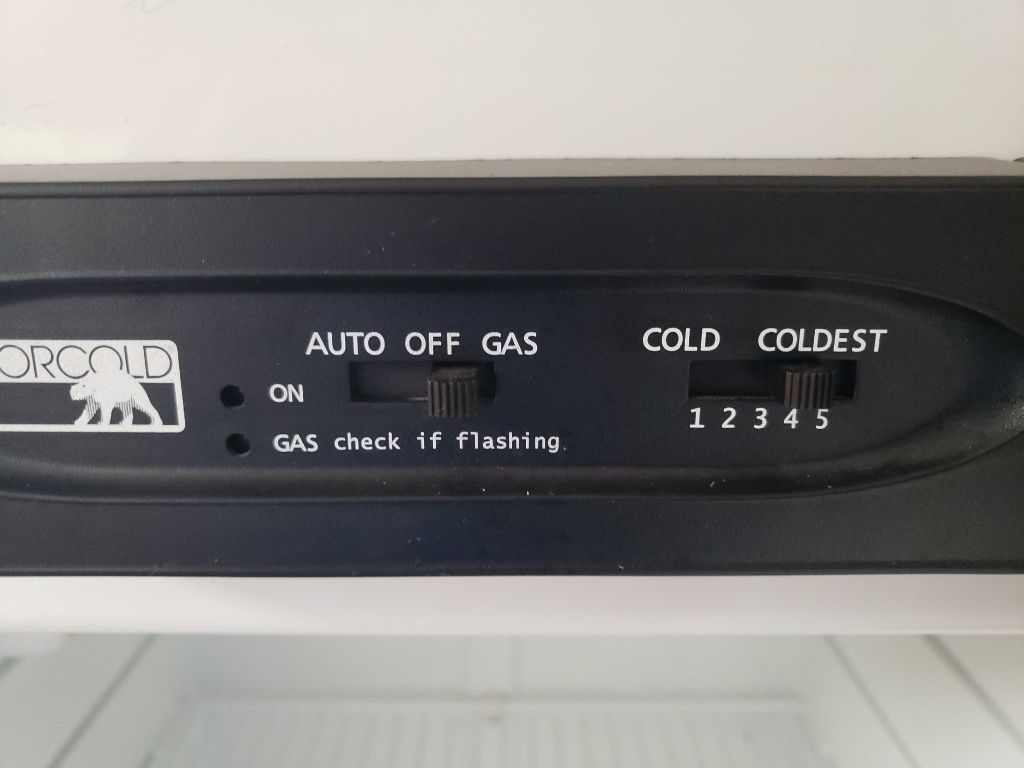 ORCOLD
AUTO OFF GAS
ON
GAS check if flashing
COLD COLDEST
1 2 3 4 5